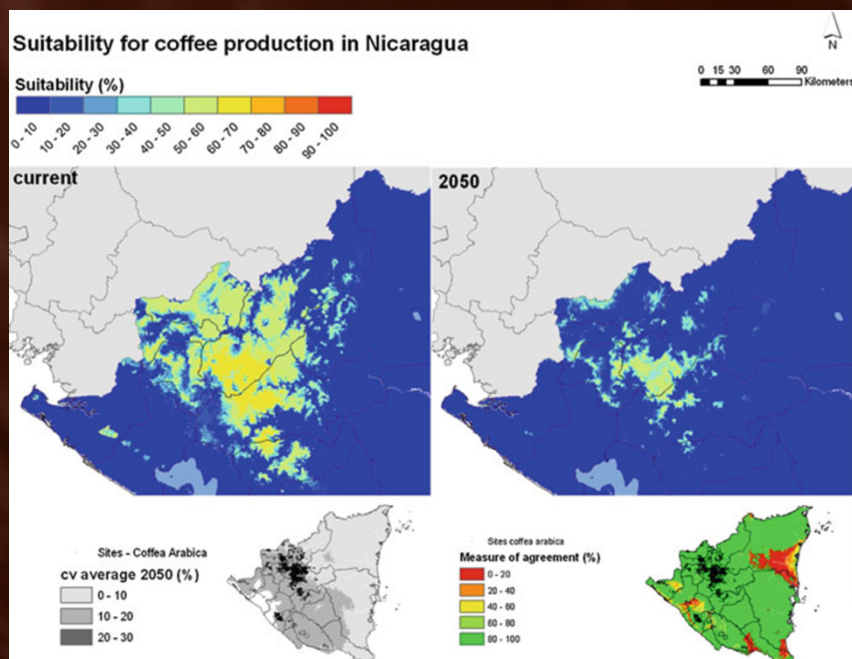 Suitability for coffee production in Nicaragua
N
0 15 30 60 90
Kilometers
Suitability (%)
0 - 10
10 - 20
20 - 30
30 - 40
40 - 50
50 - 60
60 - 70
70 - 80
80 - 90
90 - 100
current
2050
Sites - Coffea Arabica
cv average 2050 (%)
0 - 10
10 - 20
20 - 30
Sites coffea arabica
Measure of agreement (%)
0 - 20
20 - 40
40 - 60
60 - 80
80 - 100